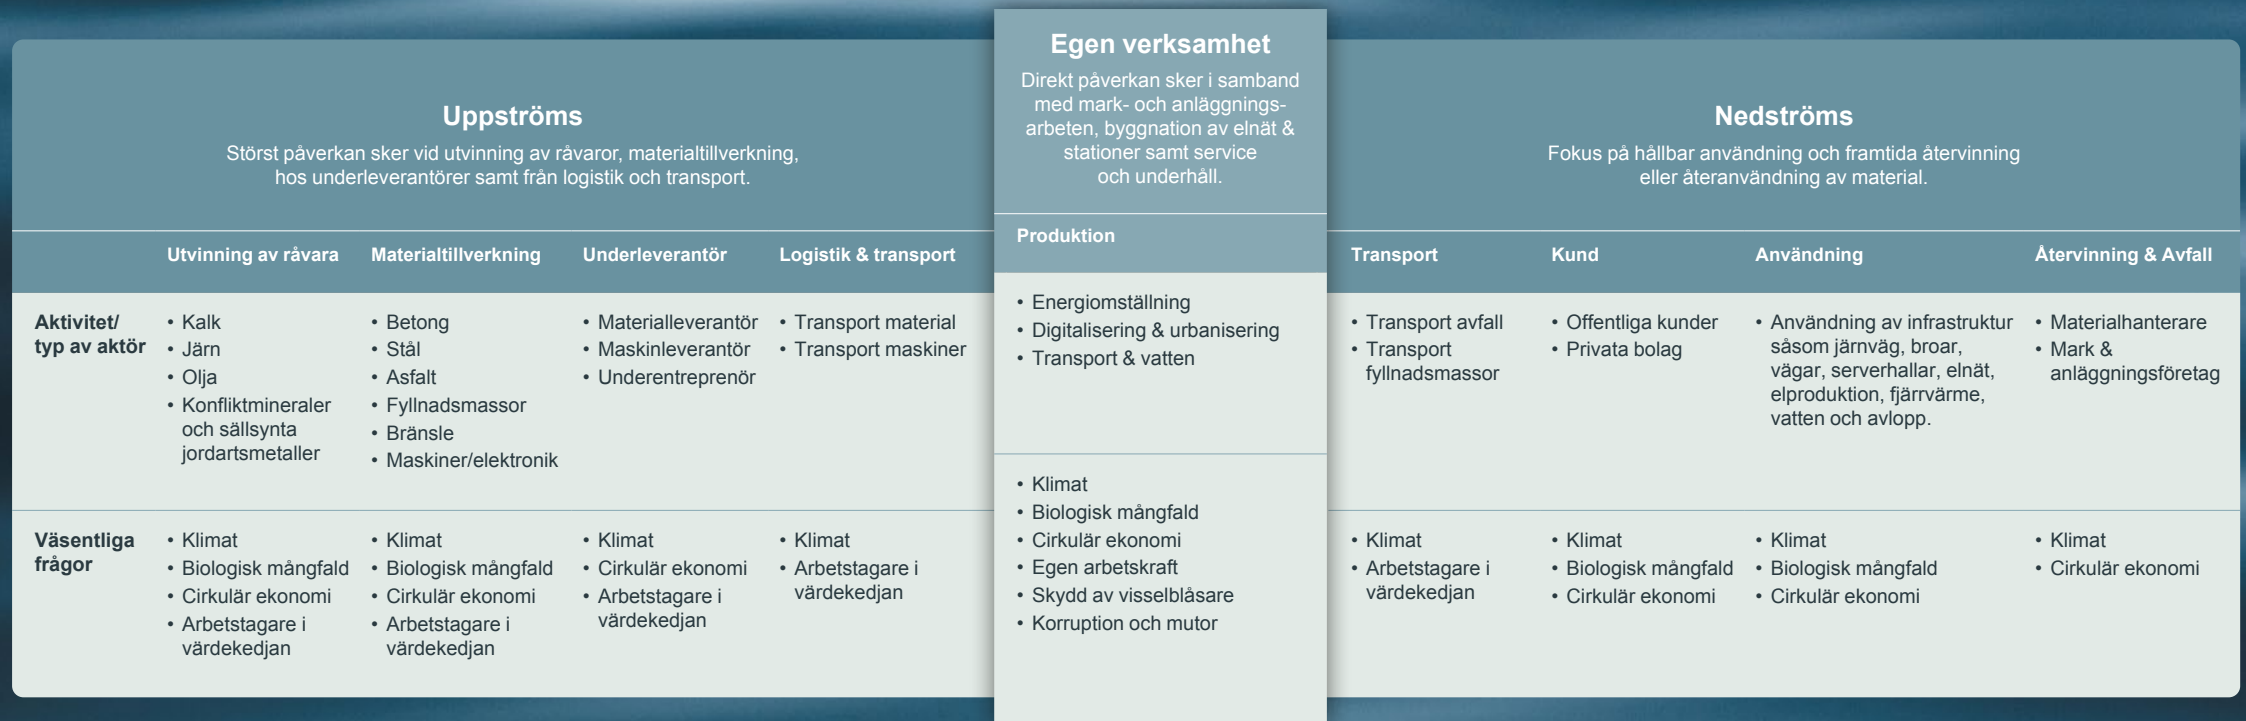 Uppströms
Störst påverkan sker vid utvinning av råvaror, materialtillverkning,
hos underleverantörer samt från logistik och transport.
Egen verksamhet
Direkt påverkan sker i samband
med mark- och anläggnings-
arbeten, byggnation av elnät &
stationer samt service
och underhåll.
Nedströms
Fokus på hållbar användning och framtida återvinning
eller återanvändning av material.
Utvinning av råvara
Materialtillverkning
Underleverantör
Logistik & transport
Produktion
Transport
Kund
Användning
Återvinning & Avfall
Aktivitet/
typ av aktör
• Kalk
• Järn
• Olja
• Konfliktmineraler
och sällsynta
jordartsmetaller
• Betong
• Stål
• Asfalt
• Fyllnadsmassor
• Bränsle
• Maskiner/elektronik
• Materialleverantör
• Maskinleverantör
• Underentreprenör
• Transport material
• Transport maskiner
• Energiomställning
• Digitalisering & urbanisering
• Transport & vatten
• Transport avfall
• Transport
fyllnadsmassor
• Offentliga kunder
• Privata bolag
• Användning av infrastruktur
såsom järnväg, broar,
vägar, serverhallar, elnät,
elproduktion, fjärrvärme,
vatten och avlopp.
• Materialhanterare
• Mark &
anläggningsföretag
Väsentliga
frågor
• Klimat
• Biologisk mångfald
• Cirkulär ekonomi
• Arbetstagare i
värdekedjan
• Klimat
• Biologisk mångfald
• Cirkulär ekonomi
• Arbetstagare i
värdekedjan
• Klimat
• Cirkulär ekonomi
• Arbetstagare i
värdekedjan
• Klimat
• Arbetstagare i
värdekedjan
• Klimat
• Biologisk mångfald
• Cirkulär ekonomi
• Egen arbetskraft
• Skydd av visselblåsare
• Korruption och mutor
• Klimat
• Arbetstagare i
värdekedjan
• Klimat
• Biologisk mångfald
• Cirkulär ekonomi
• Klimat
• Biologisk mångfald
• Cirkulär ekonomi
• Klimat
• Cirkulär ekonomi